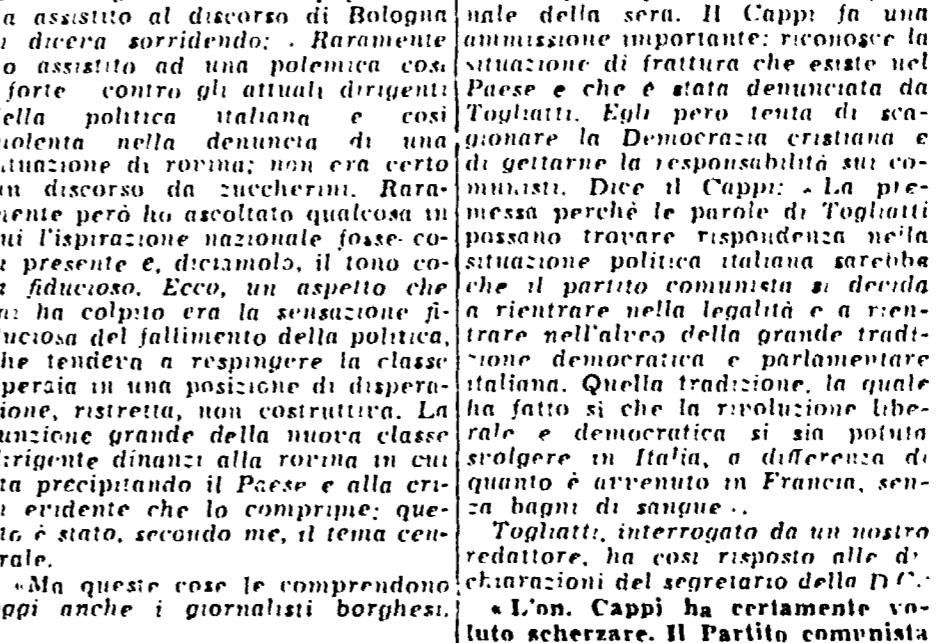 a assistito al discorso di Bologna
diceva sorridendo: . Raramente
o assistito ad una polemica cosi
forte contro gli attuali dirigenti
ella politica italiana e cosi
iolenta nella denuncia di una
ituazione di rovina; non era certo
un discorso da zuccherini. Rara-
mente però ho ascoltato qualcosa in
ui l'ispirazione nazionale fosse co-
presente e, diciamolo, il tono co-
fiducioso. Ecco, un aspetto che
ha colpito era la sensazione fi-
uciosa del fallimento della politica,
he tendeva a respingere la classe
peraia in una posizione di dispera-
ione, ristretta, non costruttiva. La
unzione grande della nuova classe
irigente dinanzi alla rovina in cui
ta precipitando il Paese e alla cri-
evidente che lo comprime: que-
to è stato, secondo me, il tema cen-
rale.
«Ma queste cose le comprendono
ggi anche i giornalisti borghesi.
nale della sera. Il Cappi fa una
ammissione importante: riconosce la
situazione di frattura che esiste nel
Paese e che è stata denunciata da
Togliatti. Egli pero tenta di sca-
gionare la Democrazia cristiana e
di gettarne la responsabilità sui co-
munisti. Dice il Cappi: «La pre-
messa perchè le parole di Togliatti
possano trovare rispondenza nella
situazione politica italiana sarebbe
che il partito comunista si decida
a rientrare nella legalità e a rien-
trare nell'alveo della grande tradi-
zione democratica e parlamentare
italiana. Quella tradizione, la quale
ha fatto si che la rivoluzione libe-
rale e democratica si sia potuta
svolgere in Italia, a differenza di
quanto è avvenuto in Francia, sen-
za bagni di sangue ..
Togliatti, interrogato da un nostro
redattore, ha cosi risposto alle di-
chiarazioni del segretario della D C.:
« L'on. Cappi ha certamente vo-
luto scherzare. Il Partito comunista